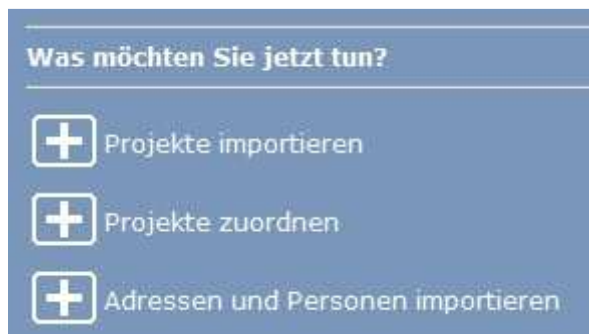 Was möchten Sie jetzt tun?
Projekte importieren
Projekte zuordnen
Adressen und Personen importieren